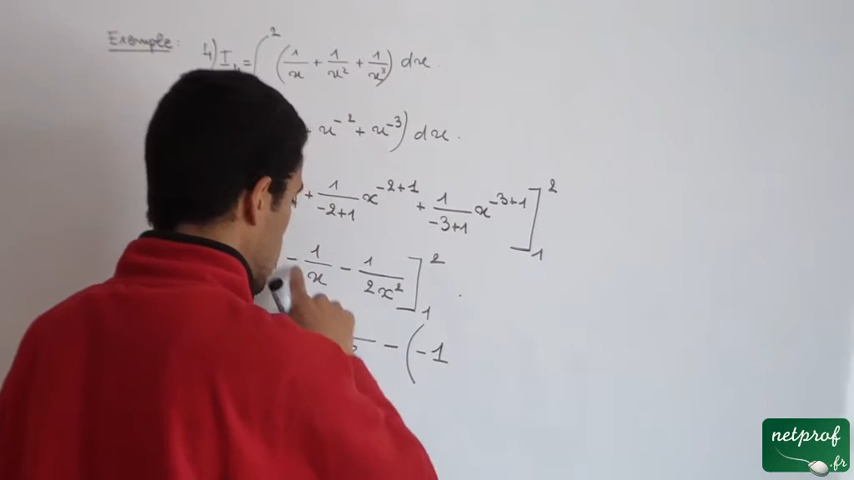 Exemple : 4) I₄ = ∫² (1/x + 1/x² + 1/x³) dx
+ x⁻² + x⁻³) dx .
+ 1/(-2+1) x⁻²⁺¹ + 1/(-3+1) x⁻³⁺¹ ]₁²
- 1/x - 1/(2x²) ]₁² .
- ( - 1
netprof
.fr